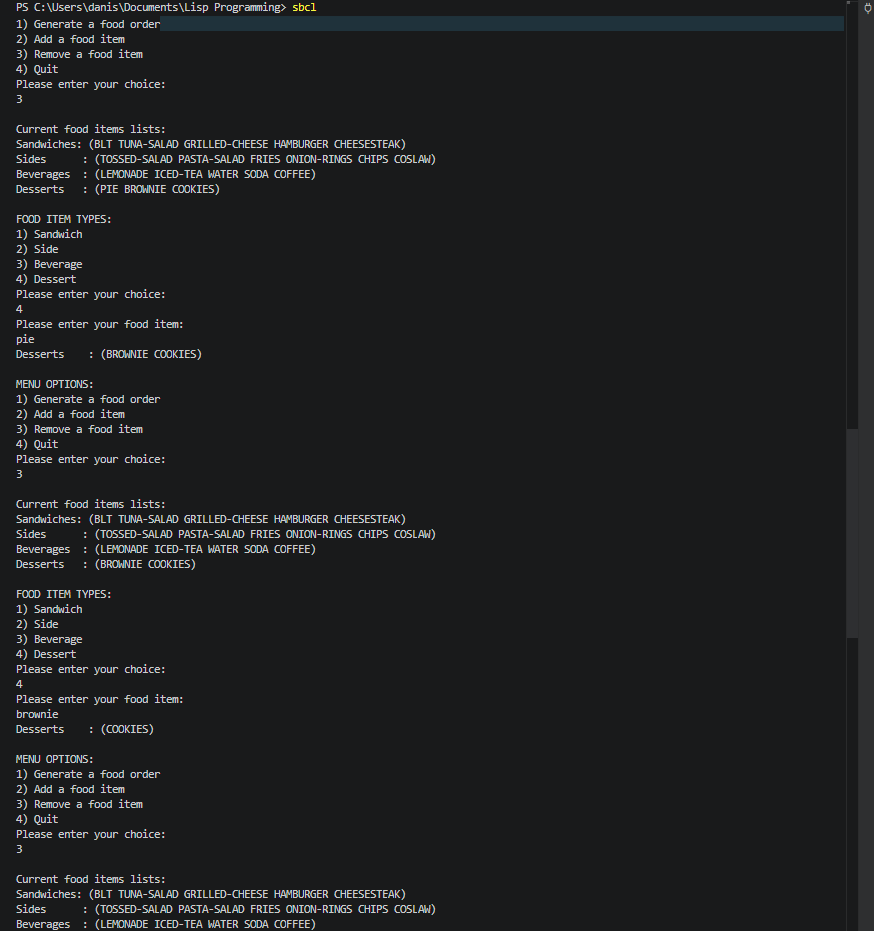 PS C:\Users\danis\Documents\Lisp Programming> sbcl
1) Generate a food order
2) Add a food item
3) Remove a food item
4) Quit
Please enter your choice:
3

Current food items lists:
Sandwiches: (BLT TUNA-SALAD GRILLED-CHEESE HAMBURGER CHEESESTEAK)
Sides      : (TOSSED-SALAD PASTA-SALAD FRIES ONION-RINGS CHIPS COSLAW)
Beverages  : (LEMONADE ICED-TEA WATER SODA COFFEE)
Desserts   : (PIE BROWNIE COOKIES)

FOOD ITEM TYPES:
1) Sandwich
2) Side
3) Beverage
4) Dessert
Please enter your choice:
4
Please enter your food item:
pie
Desserts    : (BROWNIE COOKIES)

MENU OPTIONS:
1) Generate a food order
2) Add a food item
3) Remove a food item
4) Quit
Please enter your choice:
3

Current food items lists:
Sandwiches: (BLT TUNA-SALAD GRILLED-CHEESE HAMBURGER CHEESESTEAK)
Sides      : (TOSSED-SALAD PASTA-SALAD FRIES ONION-RINGS CHIPS COSLAW)
Beverages  : (LEMONADE ICED-TEA WATER SODA COFFEE)
Desserts   : (BROWNIE COOKIES)

FOOD ITEM TYPES:
1) Sandwich
2) Side
3) Beverage
4) Dessert
Please enter your choice:
4
Please enter your food item:
brownie
Desserts    : (COOKIES)

MENU OPTIONS:
1) Generate a food order
2) Add a food item
3) Remove a food item
4) Quit
Please enter your choice:
3

Current food items lists:
Sandwiches: (BLT TUNA-SALAD GRILLED-CHEESE HAMBURGER CHEESESTEAK)
Sides      : (TOSSED-SALAD PASTA-SALAD FRIES ONION-RINGS CHIPS COSLAW)
Beverages  : (LEMONADE ICED-TEA WATER SODA COFFEE)